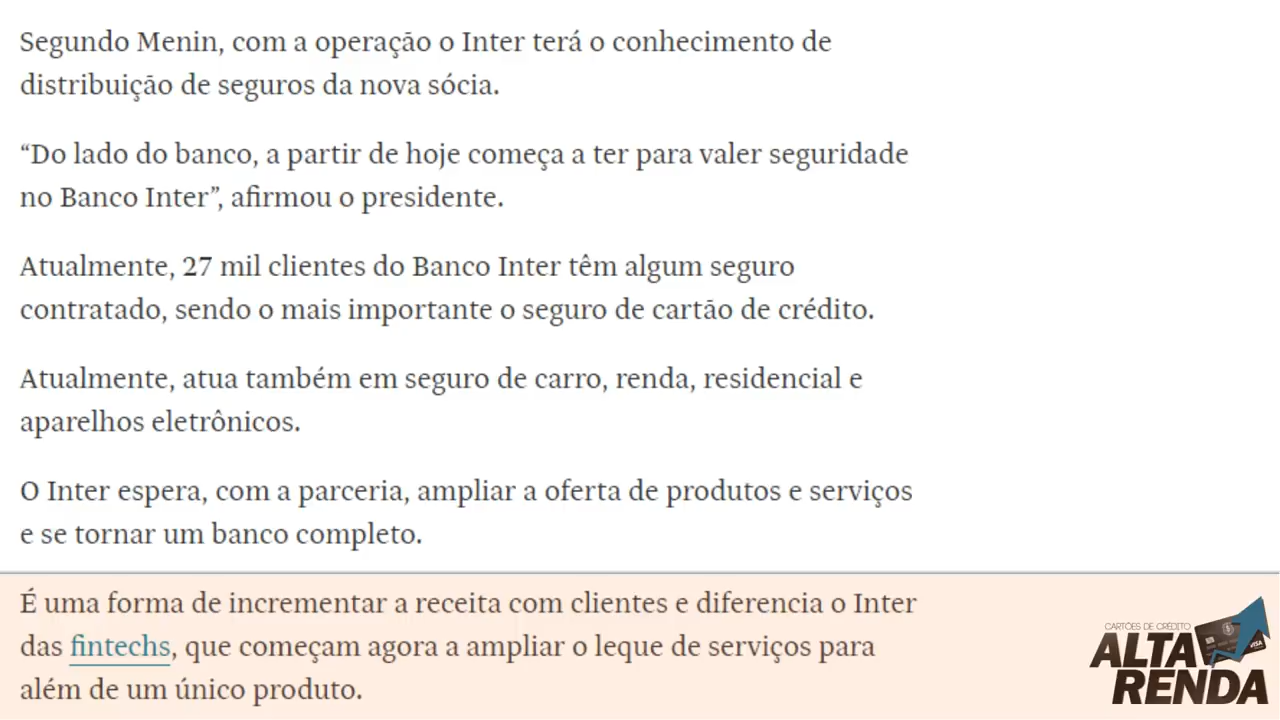 Segundo Menin, com a operação o Inter terá o conhecimento de
distribuição de seguros da nova sócia.
“Do lado do banco, a partir de hoje começa a ter para valer seguridade
no Banco Inter”, afirmou o presidente.
Atualmente, 27 mil clientes do Banco Inter têm algum seguro
contratado, sendo o mais importante o seguro de cartão de crédito.
Atualmente, atua também em seguro de carro, renda, residencial e
aparelhos eletrônicos.
O Inter espera, com a parceria, ampliar a oferta de produtos e serviços
e se tornar um banco completo.
É uma forma de incrementar a receita com clientes e diferencia o Inter
das fintechs, que começam agora a ampliar o leque de serviços para
além de um único produto.
CARTÕES DE CRÉDITO
ALTA
VISA
RENDA